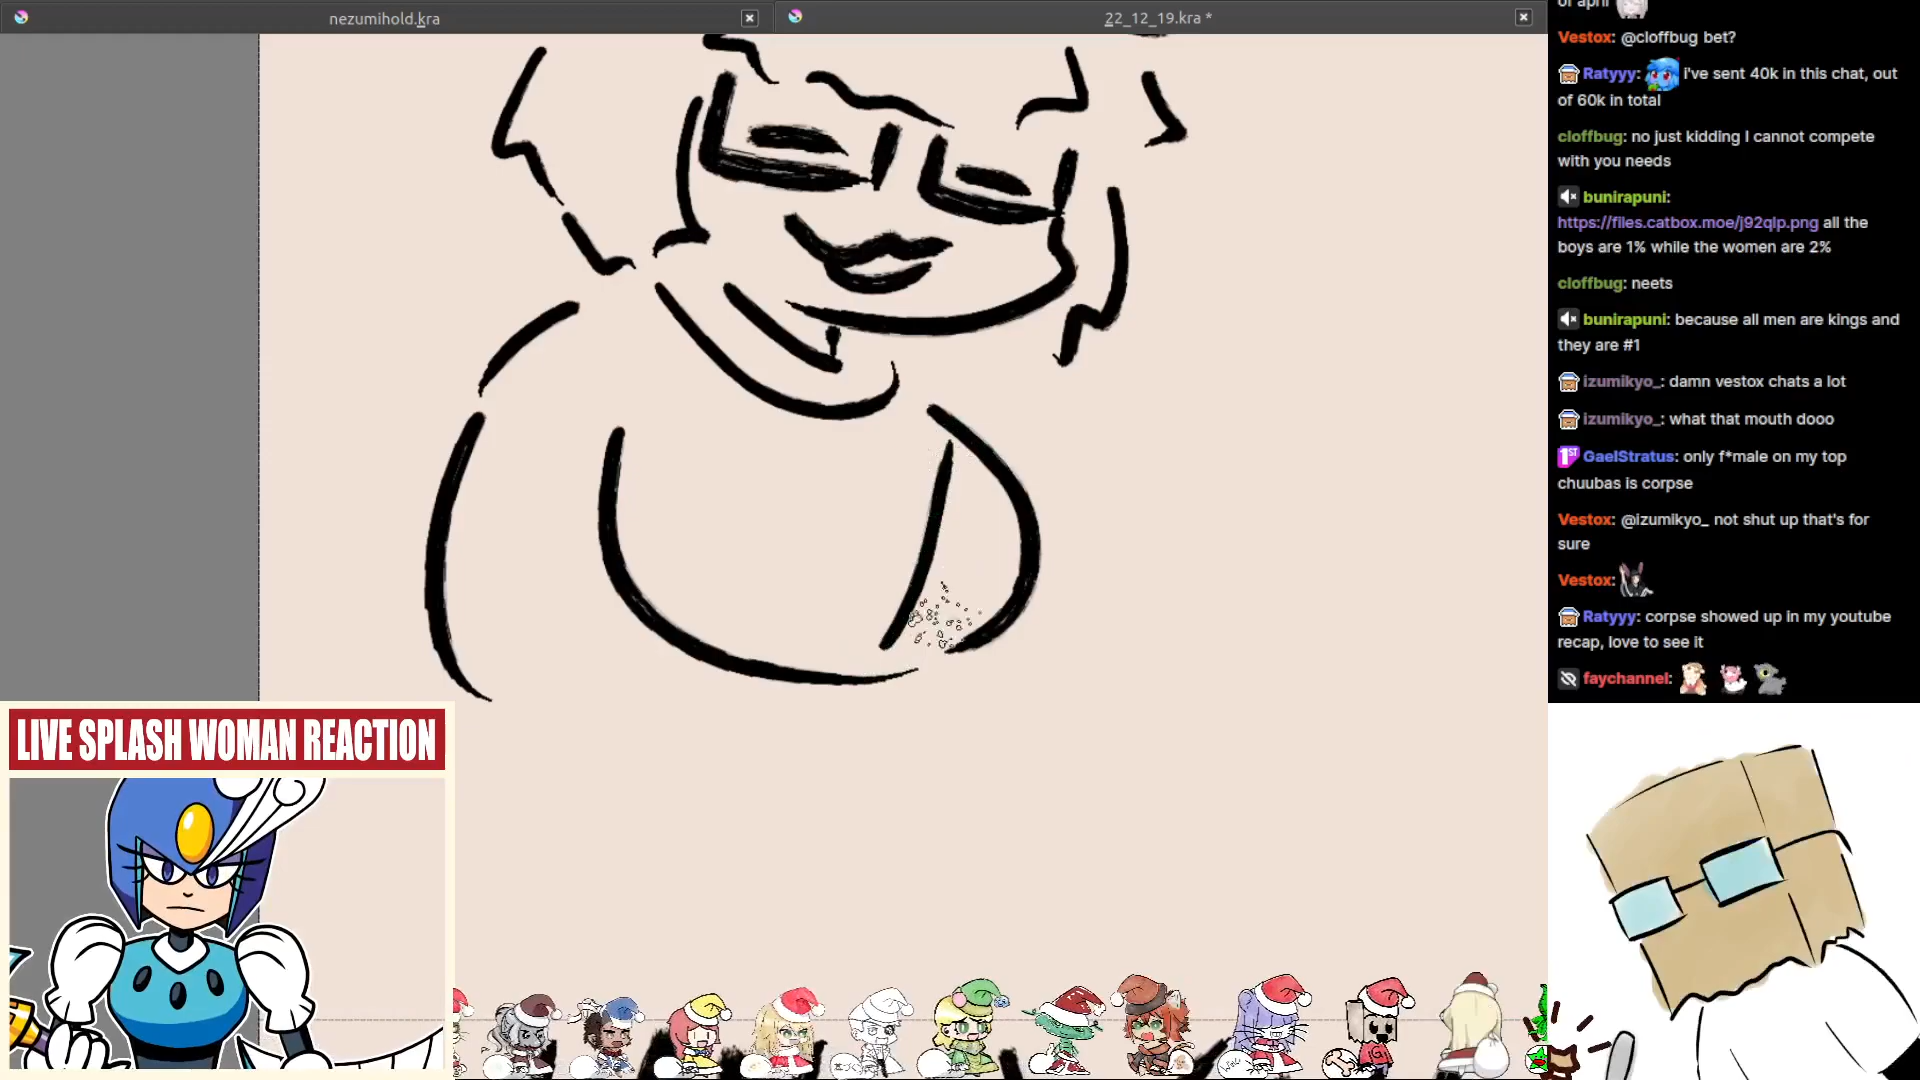 nezumihold.kra
22_12_19.kra *
of april
Vestox: @cloffbug bet?
Ratyyy: i've sent 40k in this chat, out
of 60k in total
cloffbug: no just kidding I cannot compete
with you needs
bunirapuni:
https://files.catbox.moe/j92qlp.png all the
boys are 1% while the women are 2%
cloffbug: neets
bunirapuni: because all men are kings and
they are #1
izumikyo_: damn vestox chats a lot
izumikyo_: what that mouth dooo
1ST GaelStratus: only f*male on my top
chuubas is corpse
Vestox: @izumikyo_ not shut up that's for
sure
Vestox:
Ratyyy: corpse showed up in my youtube
recap, love to see it
faychannel:
LIVE SPLASH WOMAN REACTION